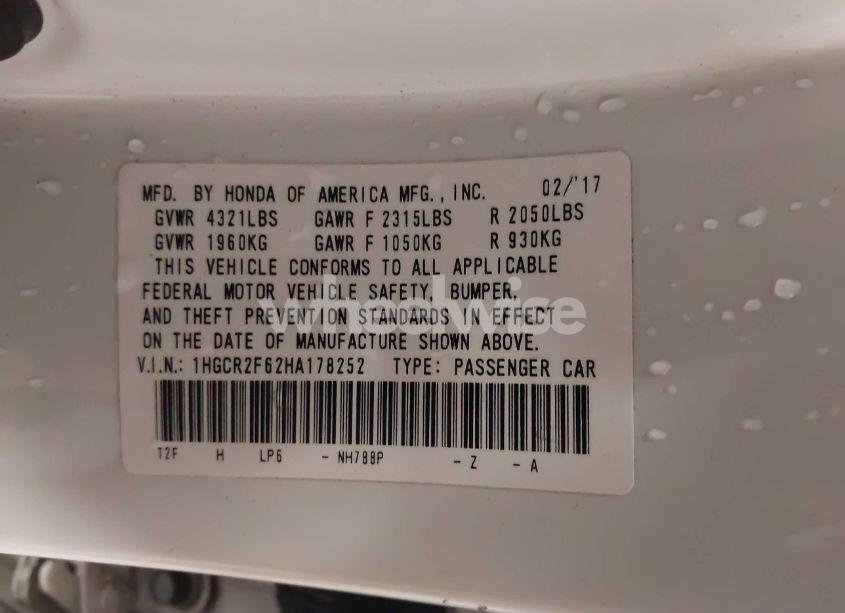 MFD. BY HONDA OF AMERICA MFG., INC. 02/'17
GVWR 4321LBS GAWR F 2315LBS R 2050LBS
GVWR 1960KG GAWR F 1050KG R 930KG
THIS VEHICLE CONFORMS TO ALL APPLICABLE
FEDERAL MOTOR VEHICLE SAFETY, BUMPER,
AND THEFT PREVENTION STANDARDS IN EFFECT
ON THE DATE OF MANUFACTURE SHOWN ABOVE.
V.I.N.: 1HGCR2F62HA178252 TYPE: PASSENGER CAR
T2F H LP6 - NH788P - Z - A
wheelwise